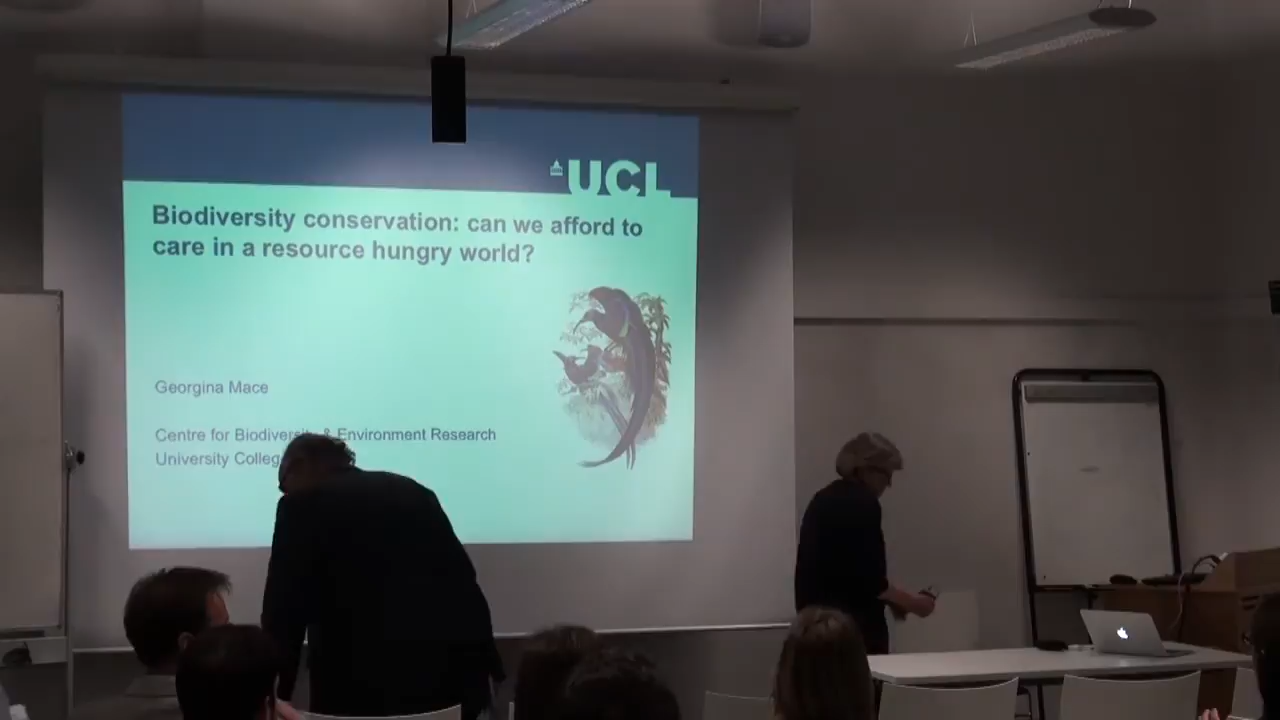 UCL
Biodiversity conservation: can we afford to
care in a resource hungry world?
Georgina Mace
Centre for Biodiversity & Environment Research
University